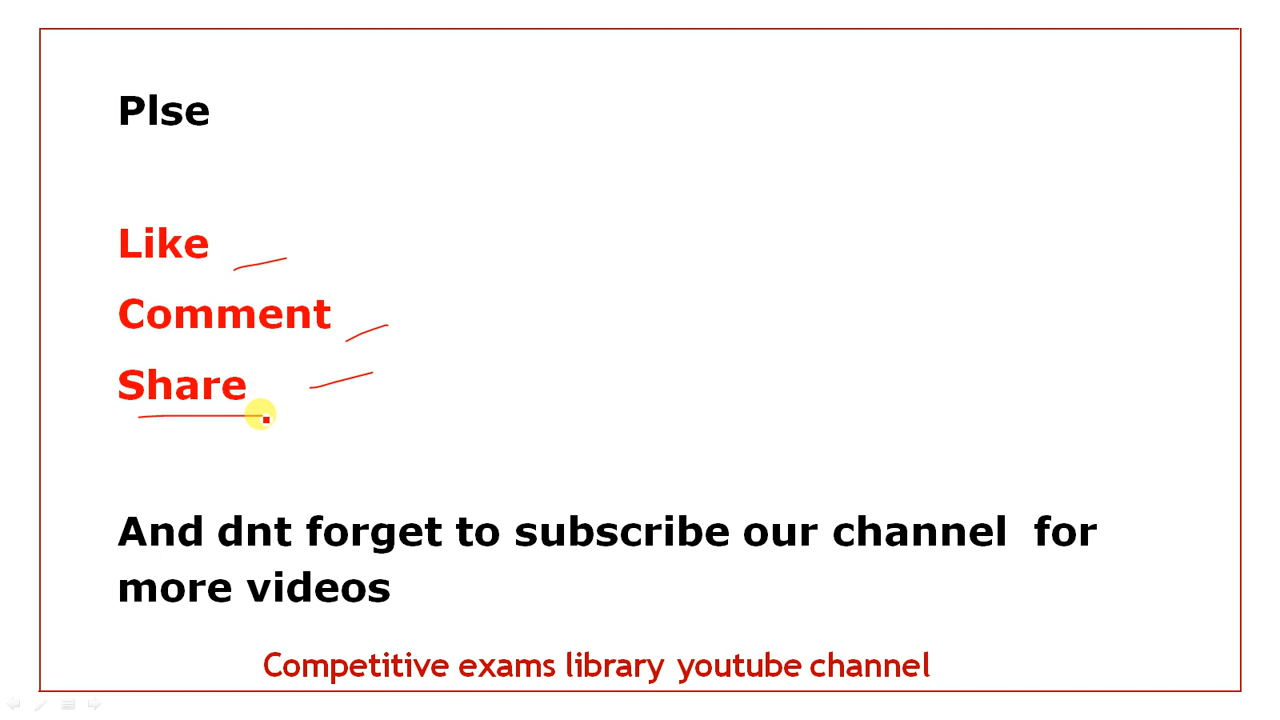 Plse
Like
Comment
Share
And dnt forget to subscribe our channel for
more videos
Competitive exams library youtube channel